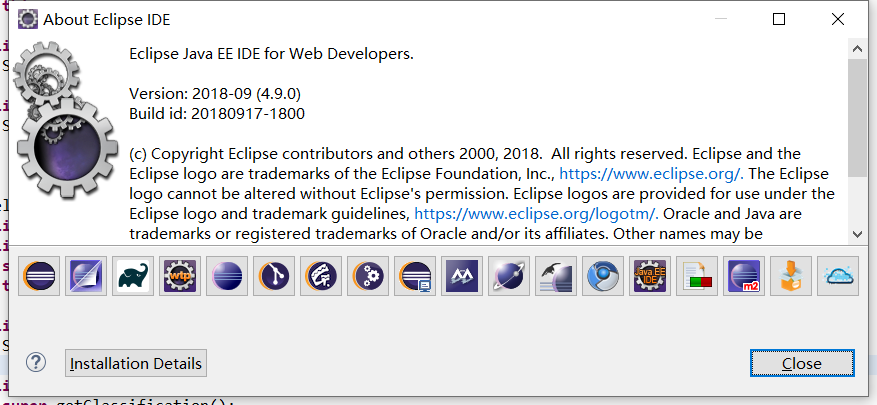 About Eclipse IDE
Eclipse Java EE IDE for Web Developers.
Version: 2018-09 (4.9.0)
Build id: 20180917-1800
(c) Copyright Eclipse contributors and others 2000, 2018.  All rights reserved. Eclipse and the
Eclipse logo are trademarks of the Eclipse Foundation, Inc., https://www.eclipse.org/. The Eclipse
logo cannot be altered without Eclipse's permission. Eclipse logos are provided for use under the
Eclipse logo and trademark guidelines, https://www.eclipse.org/logotm/. Oracle and Java are
trademarks or registered trademarks of Oracle and/or its affiliates. Other names may be
wtp
Java EE
IDE
m2
Installation Details
Close
super.getClassification();